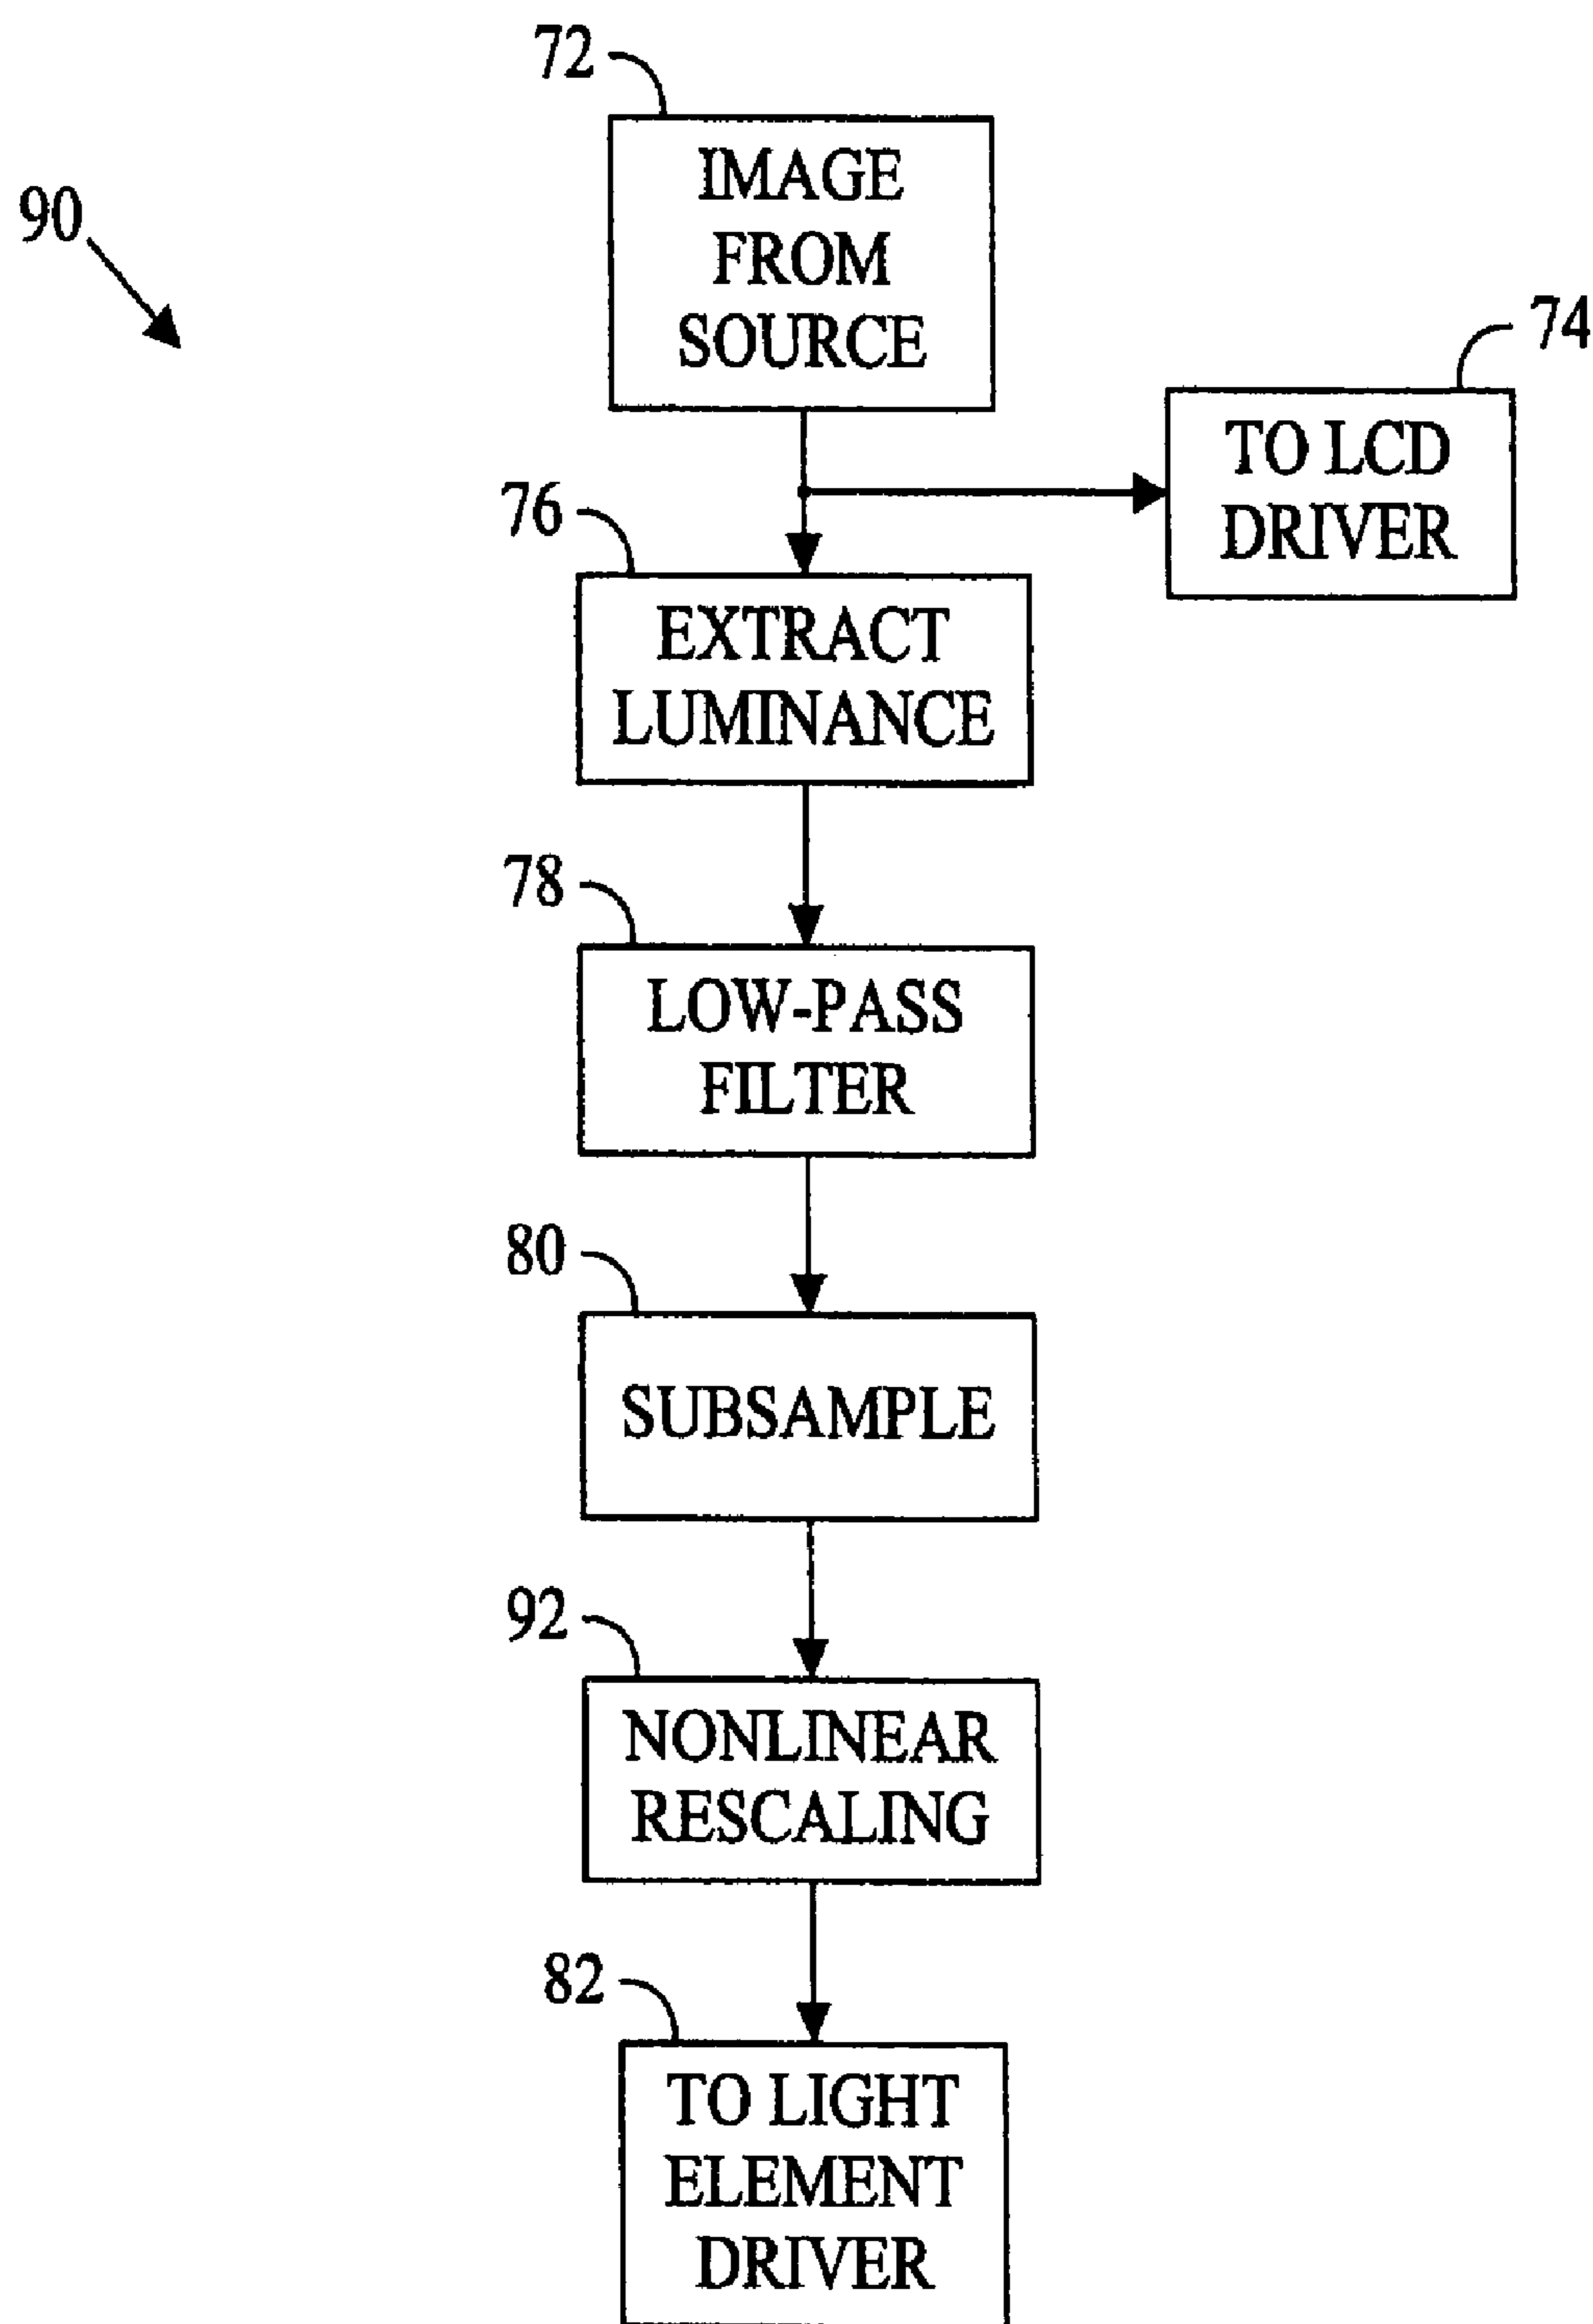 72
IMAGE
FROM
SOURCE
90
74
TO LCD
DRIVER
76
EXTRACT
LUMINANCE
78
LOW-PASS
FILTER
80
SUBSAMPLE
92
NONLINEAR
RESCALING
82
TO LIGHT
ELEMENT
DRIVER